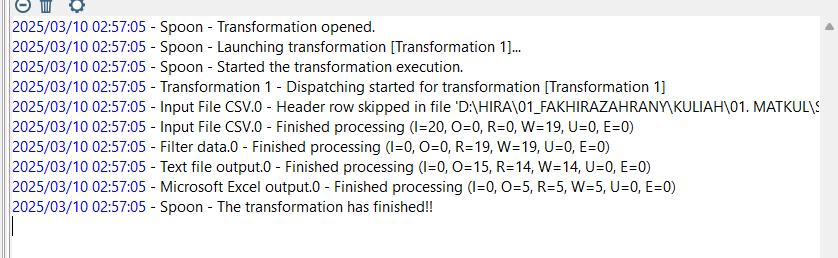 2025/03/10 02:57:05 - Spoon - Transformation opened.
2025/03/10 02:57:05 - Spoon - Launching transformation [Transformation 1]...
2025/03/10 02:57:05 - Spoon - Started the transformation execution.
2025/03/10 02:57:05 - Transformation 1 - Dispatching started for transformation [Transformation 1]
2025/03/10 02:57:05 - Input File CSV.0 - Header row skipped in file 'D:\HIRA\01_FAKHIRAZAHRANY\KULIAH\01. MATKUL\S
2025/03/10 02:57:05 - Input File CSV.0 - Finished processing (I=20, O=0, R=0, W=19, U=0, E=0)
2025/03/10 02:57:05 - Filter data.0 - Finished processing (I=0, O=0, R=19, W=19, U=0, E=0)
2025/03/10 02:57:05 - Text file output.0 - Finished processing (I=0, O=15, R=14, W=14, U=0, E=0)
2025/03/10 02:57:05 - Microsoft Excel output.0 - Finished processing (I=0, O=5, R=5, W=5, U=0, E=0)
2025/03/10 02:57:05 - Spoon - The transformation has finished!!